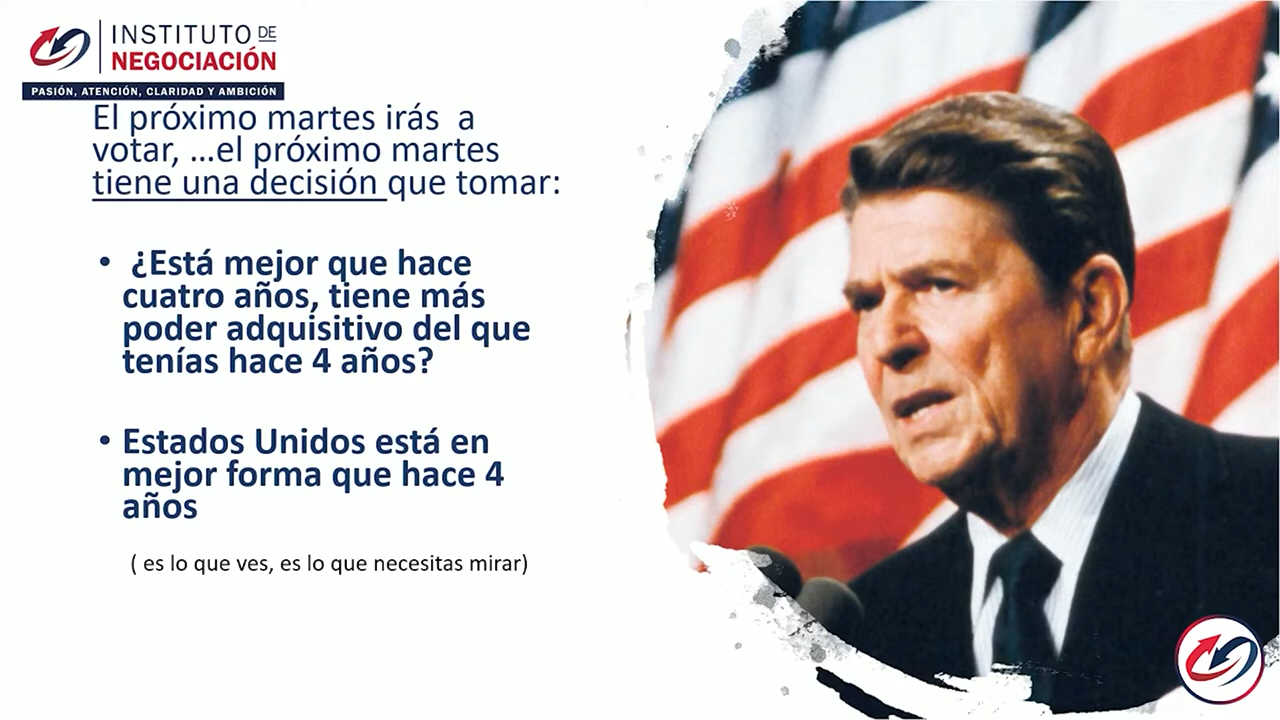 INSTITUTO DE
NEGOCIACIÓN
PASIÓN, ATENCIÓN, CLARIDAD Y AMBICIÓN
El próximo martes irás a
votar, ...el próximo martes
tiene una decisión que tomar:
• ¿Está mejor que hace
cuatro años, tiene más
poder adquisitivo del que
tenías hace 4 años?
• Estados Unidos está en
mejor forma que hace 4
años
( es lo que ves, es lo que necesitas mirar)